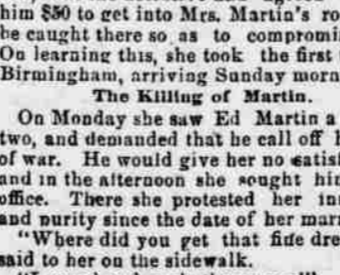 him $50 to get into Mrs. Martin's ro
be caught there so as to compromi
On learning this, she took the first
Birmingham, arriving Sunday morn
The Killing of Martin.
On Monday she saw Ed Martin a
two, and demanded that he call off
of war. He would give her no satisf
and in the afternoon she sought hi
office. There she protested her in
and purity since the date of her mar
"Where did you get that fine dre
said to her on the sidewalk.